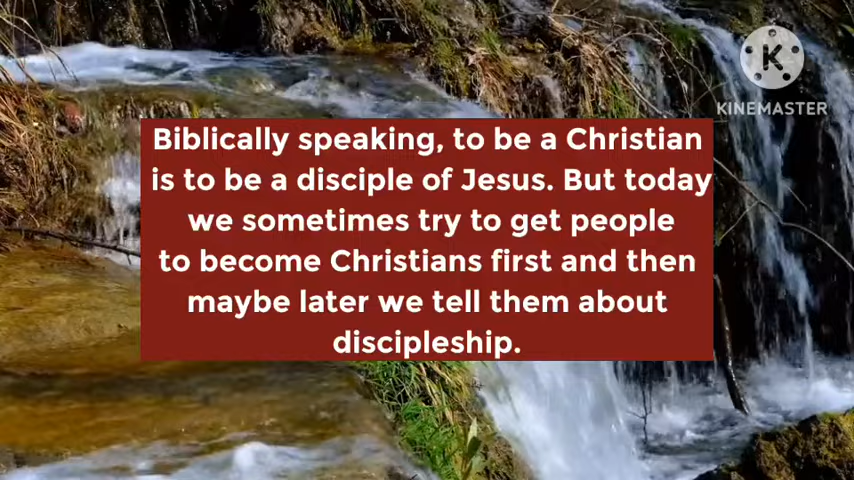 K
KINEMASTER
Biblically speaking, to be a Christian
is to be a disciple of Jesus. But today
we sometimes try to get people
to become Christians first and then
maybe later we tell them about
discipleship.